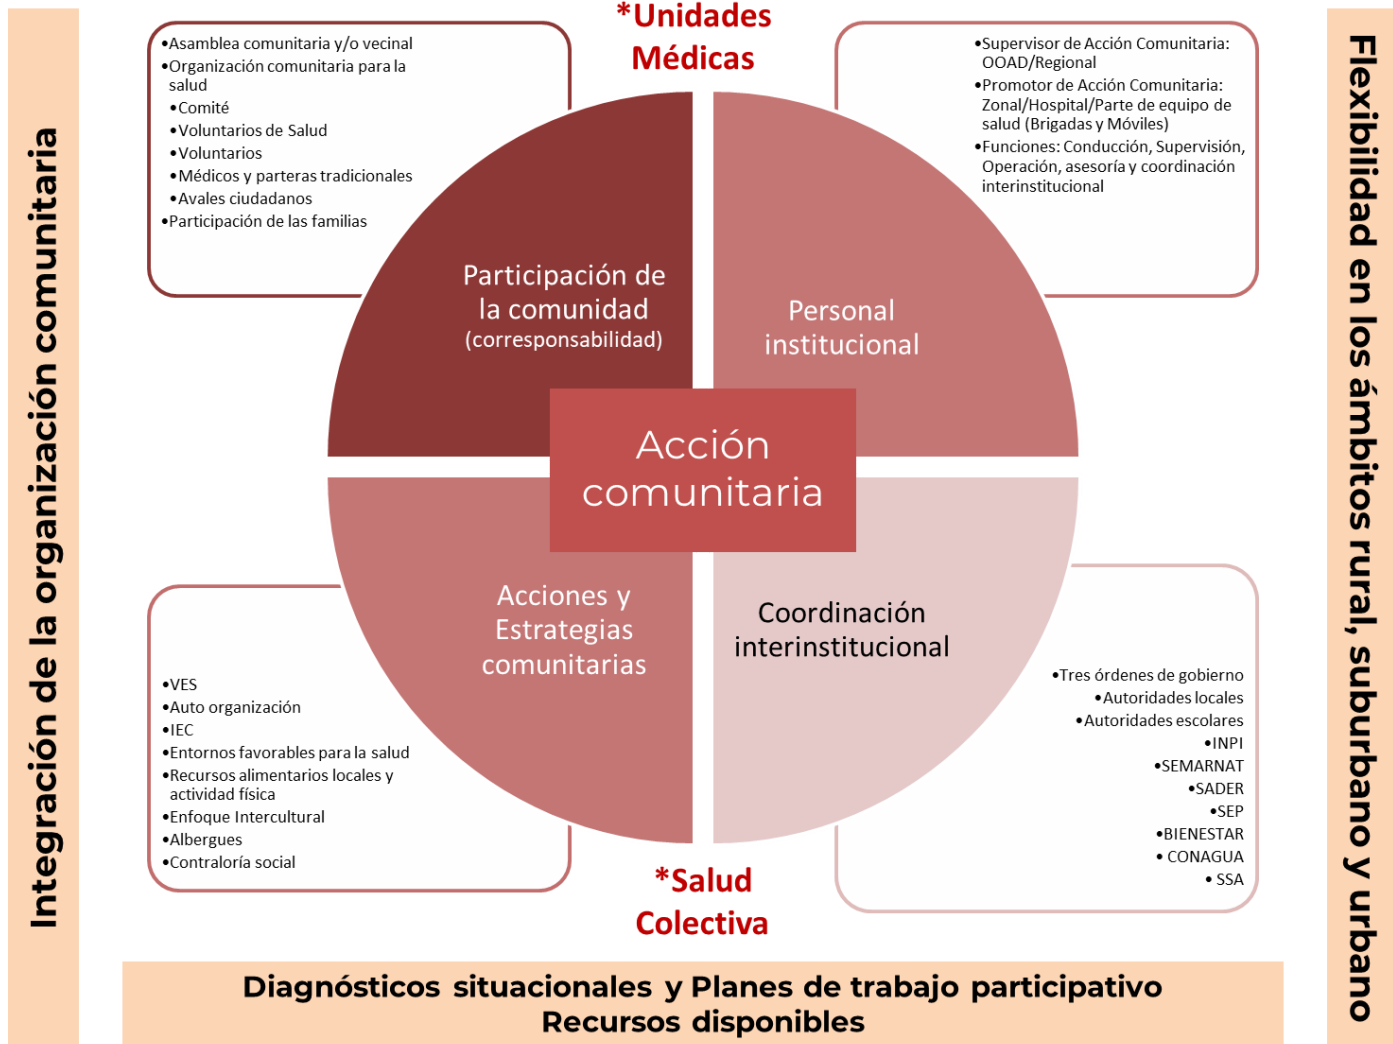 *Unidades
Médicas
Integración de la organización comunitaria
•Asamblea comunitaria y/o vecinal
•Organización comunitaria para la
salud
•Comité
•Voluntarios de Salud
•Voluntarios
•Médicos y parteras tradicionales
•Avales ciudadanos
•Participación de las familias
•Supervisor de Acción Comunitaria:
OOAD/Regional
•Promotor de Acción Comunitaria:
Zonal/Hospital/Parte de equipo de
salud (Brigadas y Móviles)
•Funciones: Conducción, Supervisión,
Operación, asesoría y coordinación
interinstitucional
Flexibilidad en los ámbitos rural, suburbano y urbano
Participación de
la comunidad
(corresponsabilidad)
Personal
institucional
Acción
comunitaria
Acciones y
Estrategias
comunitarias
Coordinación
interinstitucional
•VES
•Auto organización
•IEC
•Entornos favorables para la salud
•Recursos alimentarios locales y
actividad física
•Enfoque Intercultural
•Albergues
•Contraloría social
•Tres órdenes de gobierno
•Autoridades locales
•Autoridades escolares
•INPI
•SEMARNAT
•SADER
•SEP
•BIENESTAR
• CONAGUA
• SSA
*Salud
Colectiva
Diagnósticos situacionales y Planes de trabajo participativo
Recursos disponibles